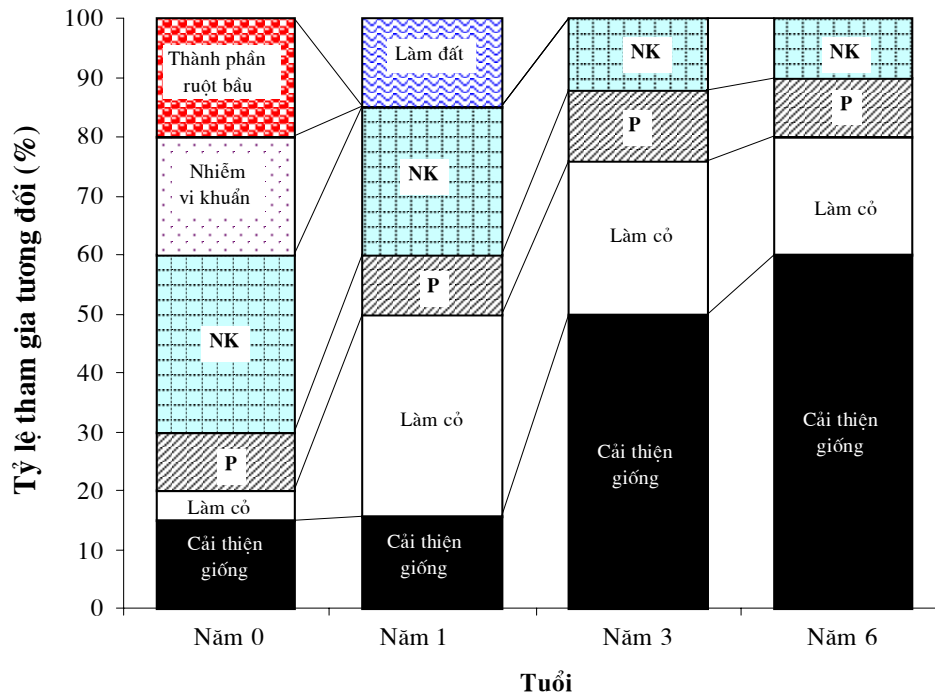 Tỷ lệ tham gia tương đối (%)
100
90
80
70
60
50
40
30
20
10
0
Thành phần
ruột bầu
Nhiễm
vi khuẩn
NK
P
Làm cỏ
Cải thiện
giống
Làm đất
NK
P
Làm cỏ
Cải thiện
giống
NK
P
Làm cỏ
Cải thiện
giống
NK
P
Làm cỏ
Cải thiện
giống
Năm 0
Năm 1
Năm 3
Năm 6
Tuổi